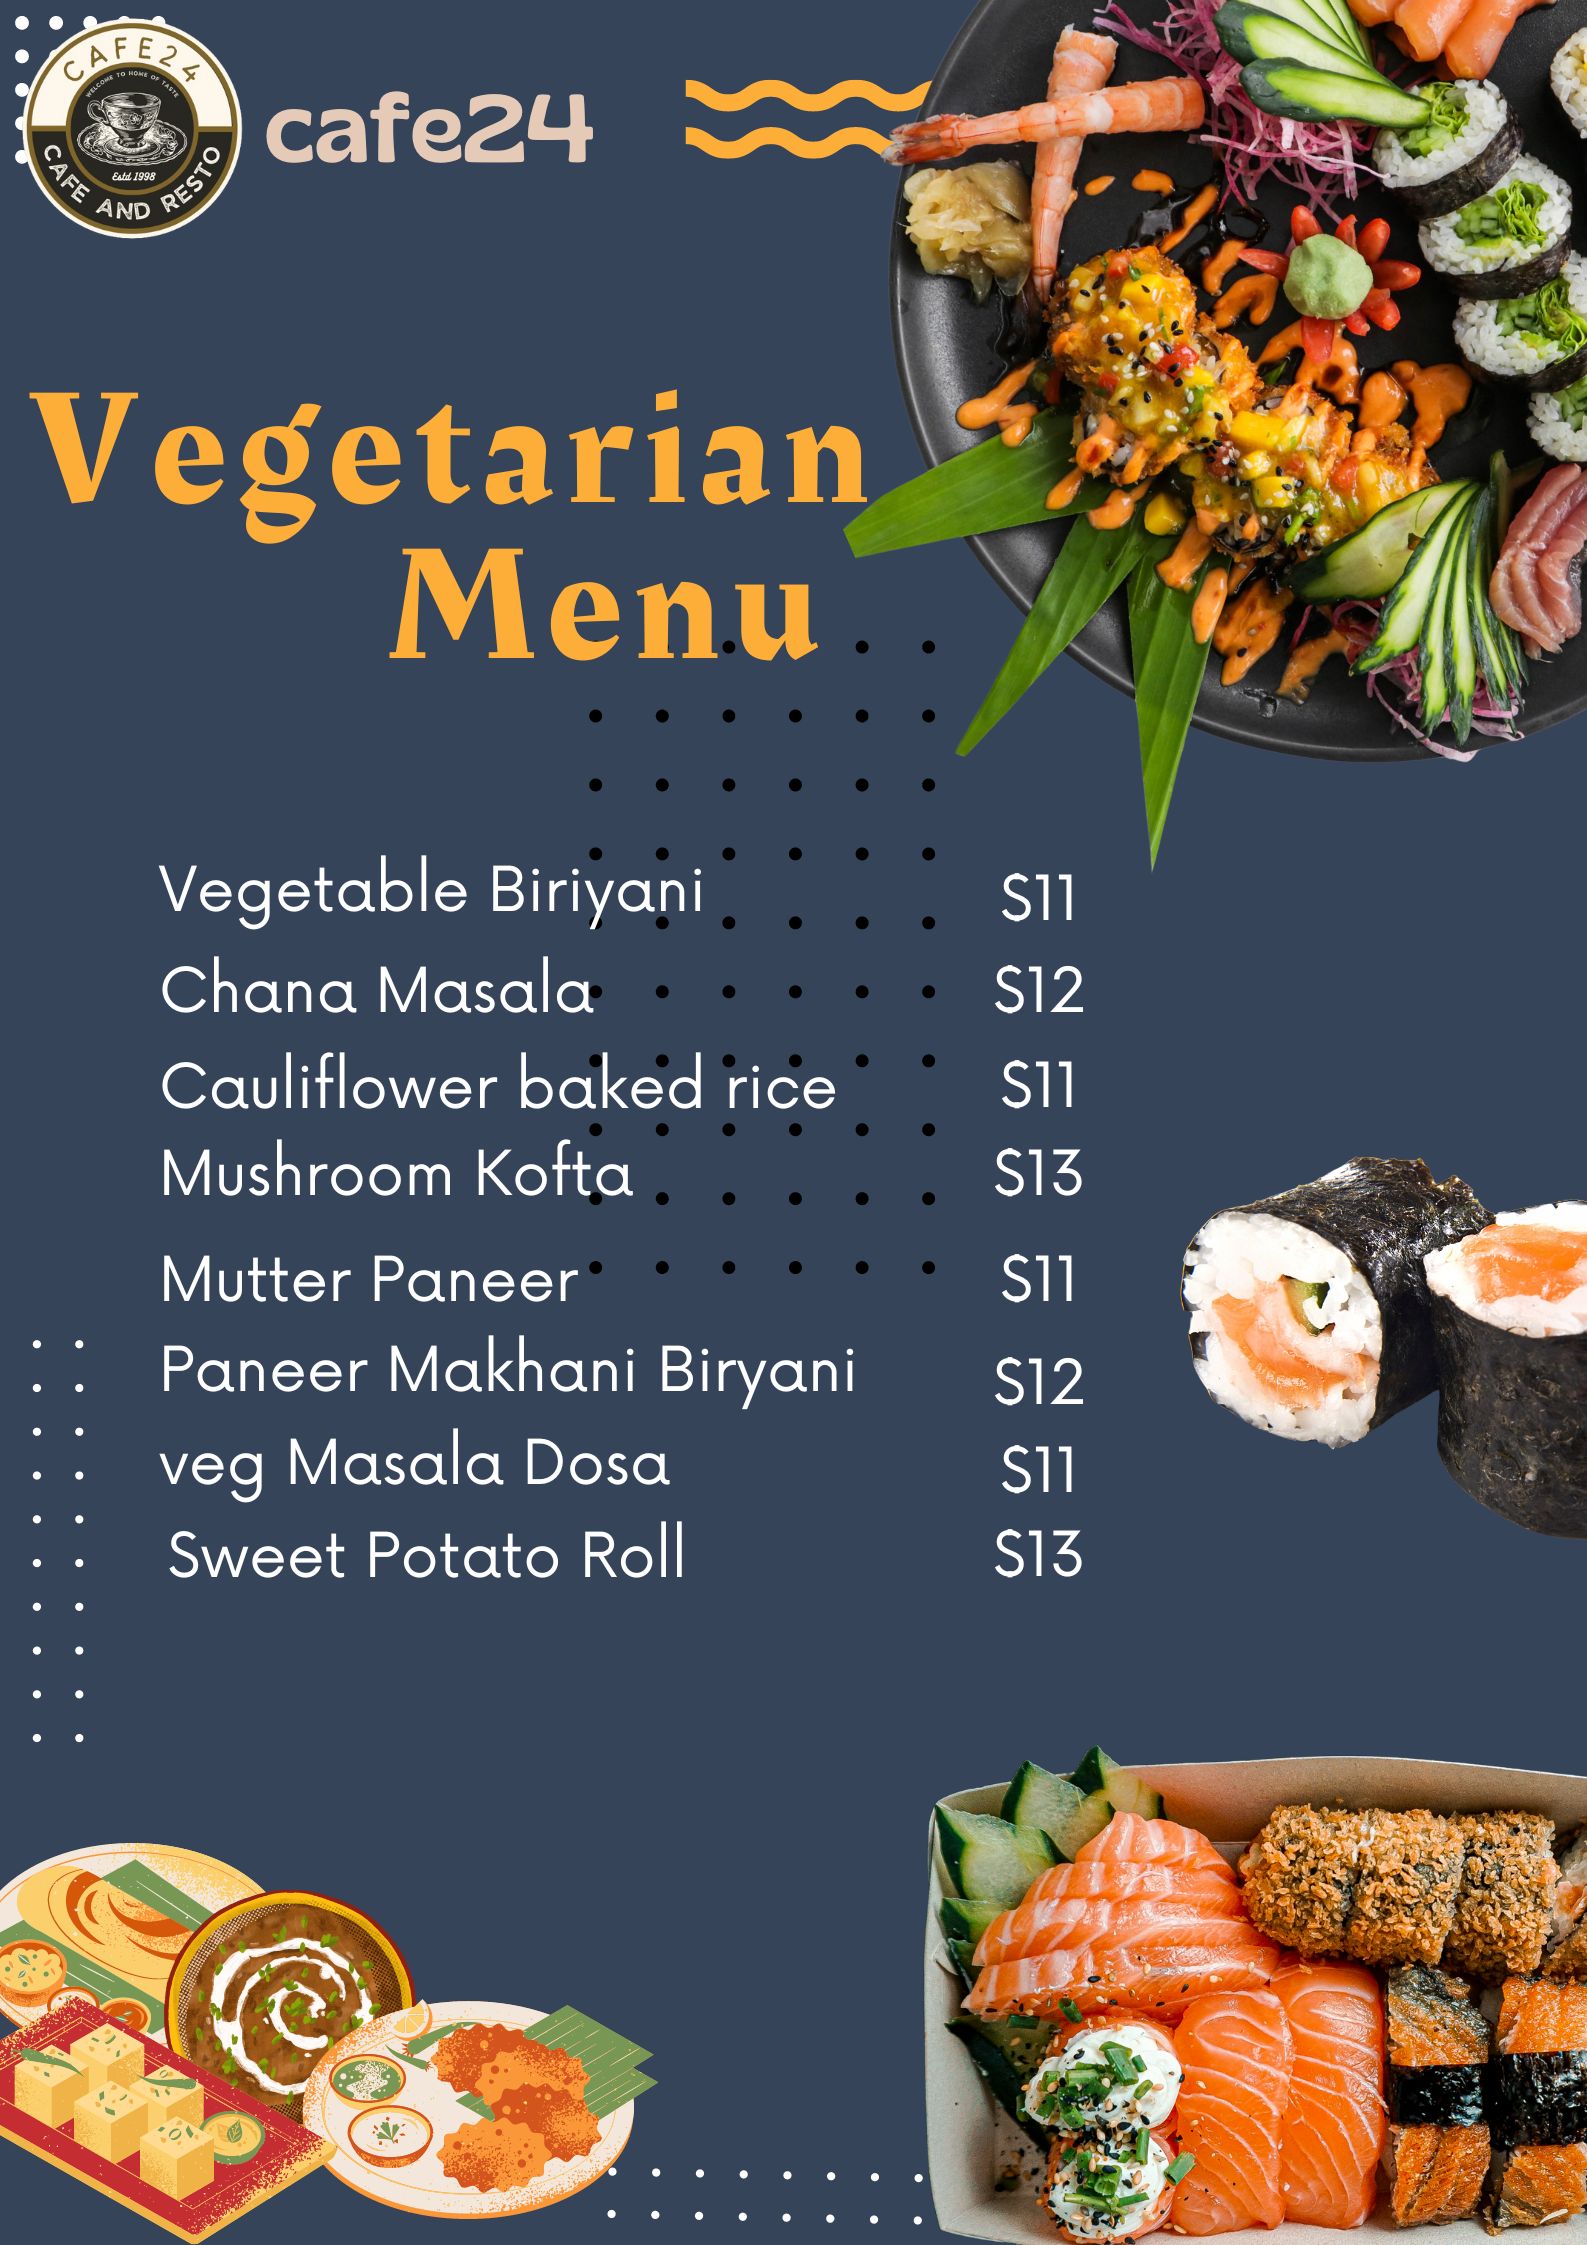 CAFE24
WELCOME TO HOME OF TASTE
Estd 1998
CAFE AND RESTO
cafe24
Vegetarian
Menu
Vegetable Biriyani S11
Chana Masala S12
Cauliflower baked rice S11
Mushroom Kofta S13
Mutter Paneer S11
Paneer Makhani Biryani S12
veg Masala Dosa S11
Sweet Potato Roll S13